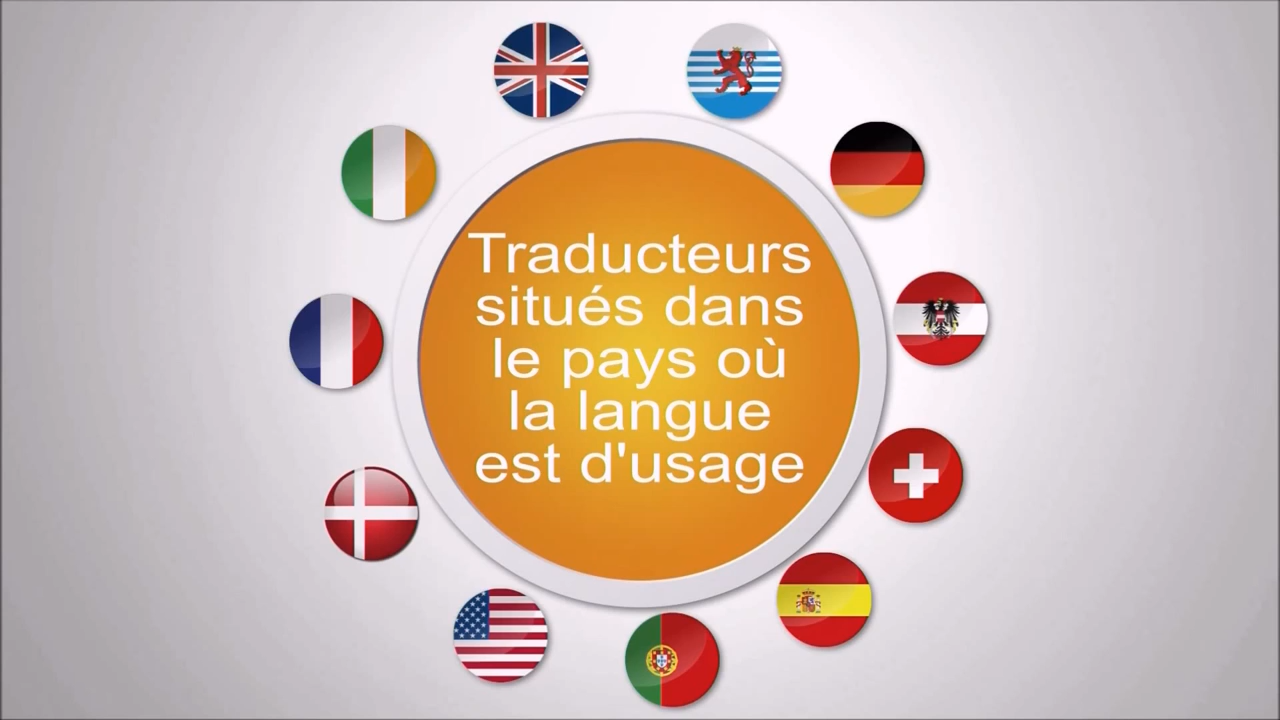 Traducteurs
situés dans
le pays où
la langue
est d'usage